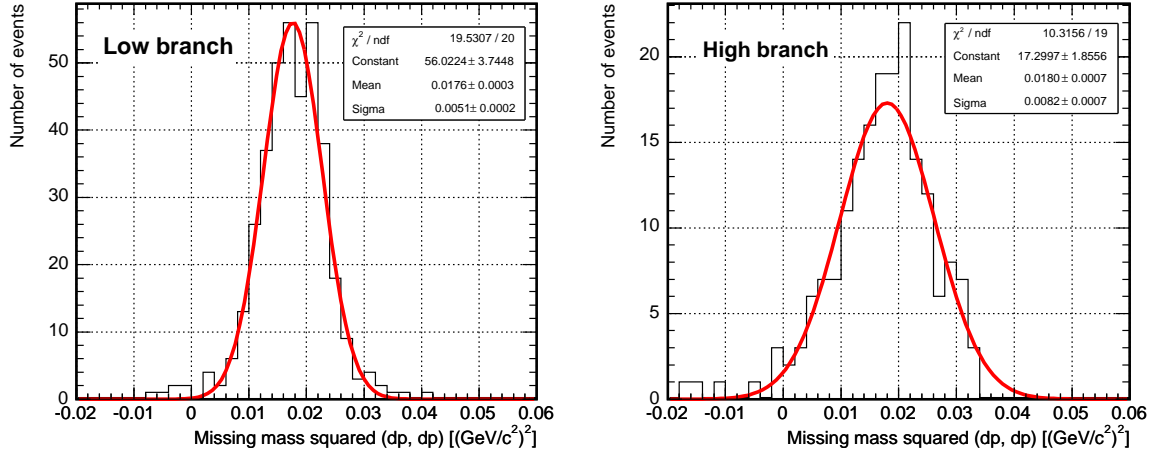 Number of events
Low branch
χ² / ndf 19.5307 / 20
Constant 56.0224 ± 3.7448
Mean 0.0176 ± 0.0003
Sigma 0.0051 ± 0.0002
50
40
30
20
10
0
-0.02 -0.01 0 0.01 0.02 0.03 0.04 0.05 0.06
Missing mass squared (dp, dp) [(GeV/c²)²]
Number of events
High branch
χ² / ndf 10.3156 / 19
Constant 17.2997 ± 1.8556
Mean 0.0180 ± 0.0007
Sigma 0.0082 ± 0.0007
20
15
10
5
0
-0.02 -0.01 0 0.01 0.02 0.03 0.04 0.05 0.06
Missing mass squared (dp, dp) [(GeV/c²)²]